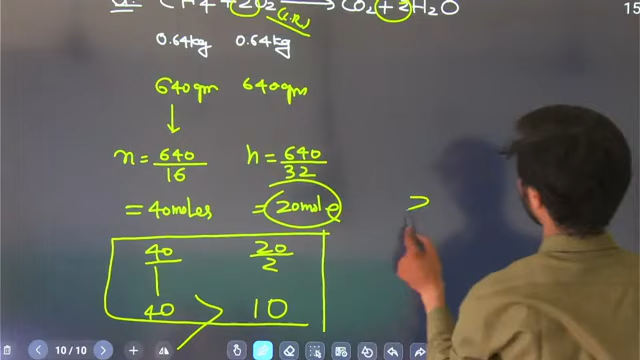 Q. CH4 + 2O2 → CO2 + 2H2O 15
(L.R)
0.64kg 0.64kg
640gm 640gm
↓
n = 640/16 n = 640/32
= 40moles = 20mole
40/1 20/2
40 > 10
>
10 / 10